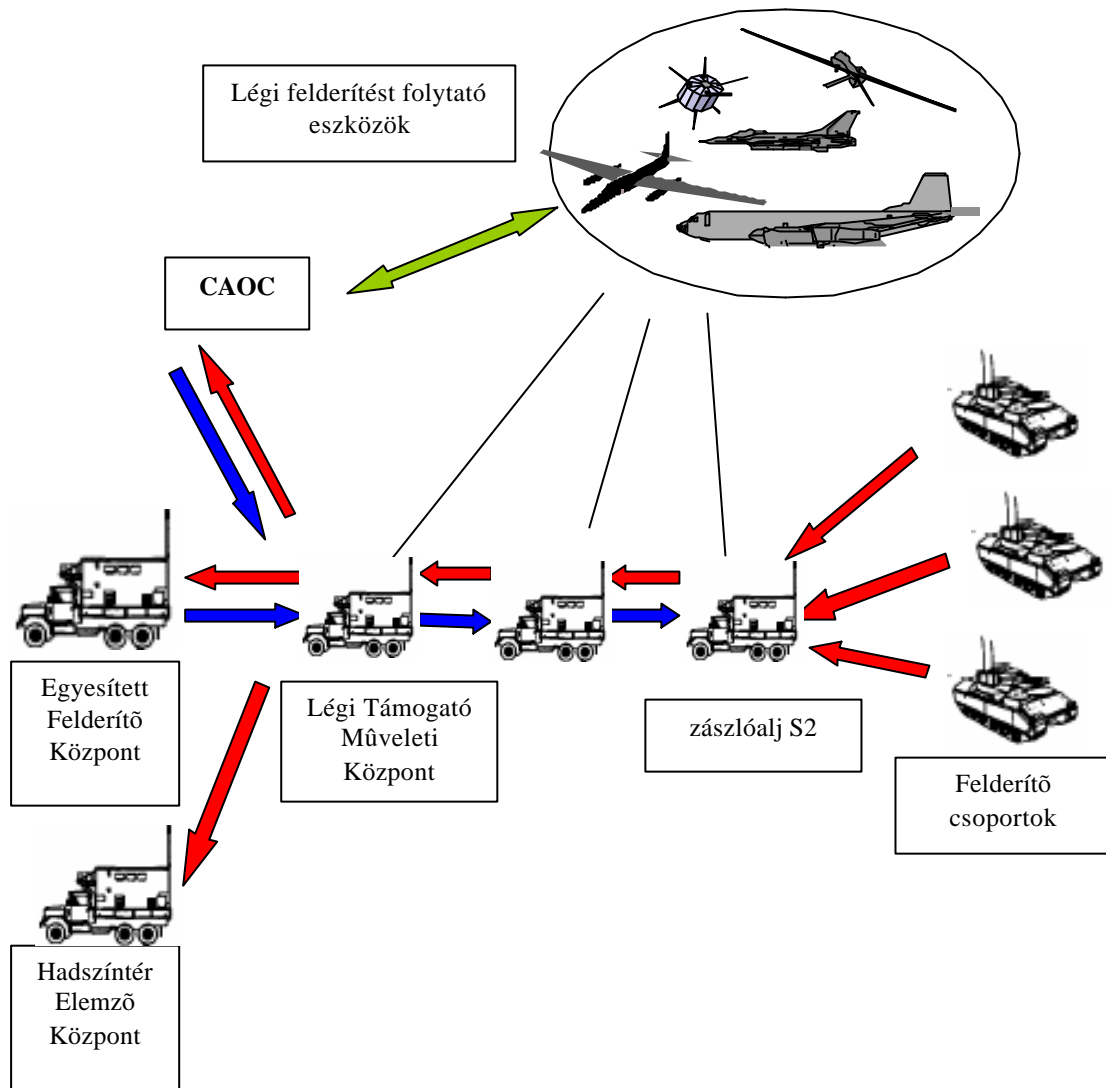 Légi felderítést folytató
eszközök
CAOC
Egyesített
Felderítõ
Központ
Légi Támogató
Mûveleti
Központ
zászlóalj S2
Felderítõ
csoportok
Hadszíntér
Elemzõ
Központ